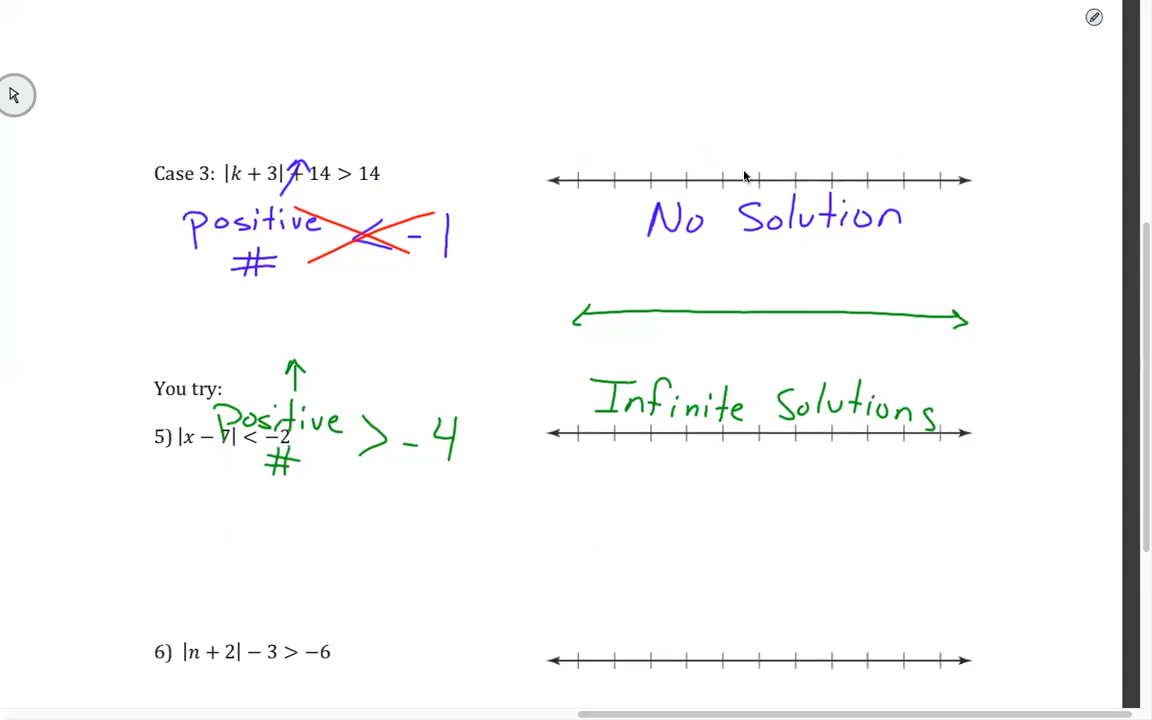 Case 3: |k + 3| + 14 > 14
positive < - 1
#
No Solution
You try:
Infinite Solutions
Positive > - 4
#
5) |x − 7| < −2
6) |n + 2| − 3 > −6